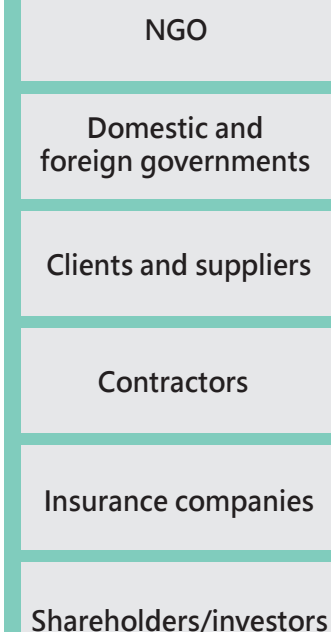 NGO
Domestic and
foreign governments
Clients and suppliers
Contractors
Insurance companies
Shareholders/investors